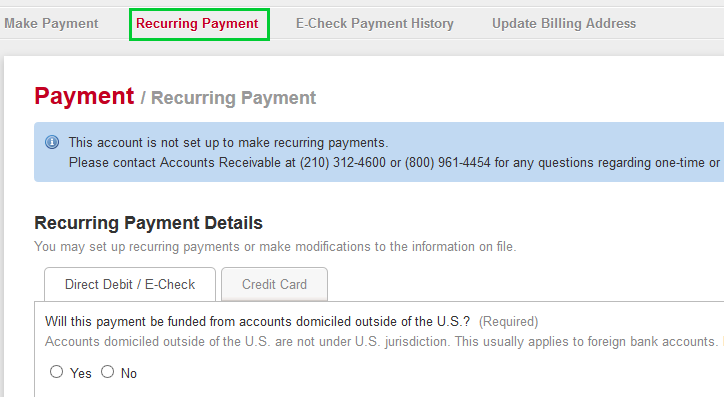 Make Payment Recurring Payment E-Check Payment History Update Billing Address
Payment / Recurring Payment
This account is not set up to make recurring payments.
Please contact Accounts Receivable at (210) 312-4600 or (800) 961-4454 for any questions regarding one-time or
Recurring Payment Details
You may set up recurring payments or make modifications to the information on file.
Direct Debit / E-Check Credit Card
Will this payment be funded from accounts domiciled outside of the U.S.? (Required)
Accounts domiciled outside of the U.S. are not under U.S. jurisdiction. This usually applies to foreign bank accounts.
Yes No